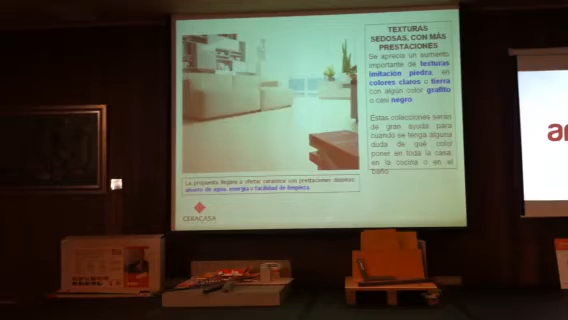 TEXTURAS
SEDOSAS, CON MÁS
PRESTACIONES
Se aprecia un aumento
importante de texturas
imitación piedra, en
colores claros o tierra
con algún color grafito
o casi negro.
Estas colecciones serás
de gran ayuda para
cuando se tenga alguna
duda de qué color
poner en toda la casa,
en la cocina o en el
baño
La propuesta llegará a ofertar cerámica con prestaciones
ahorro de agua, energía o facilidad de limpieza
CERACASA